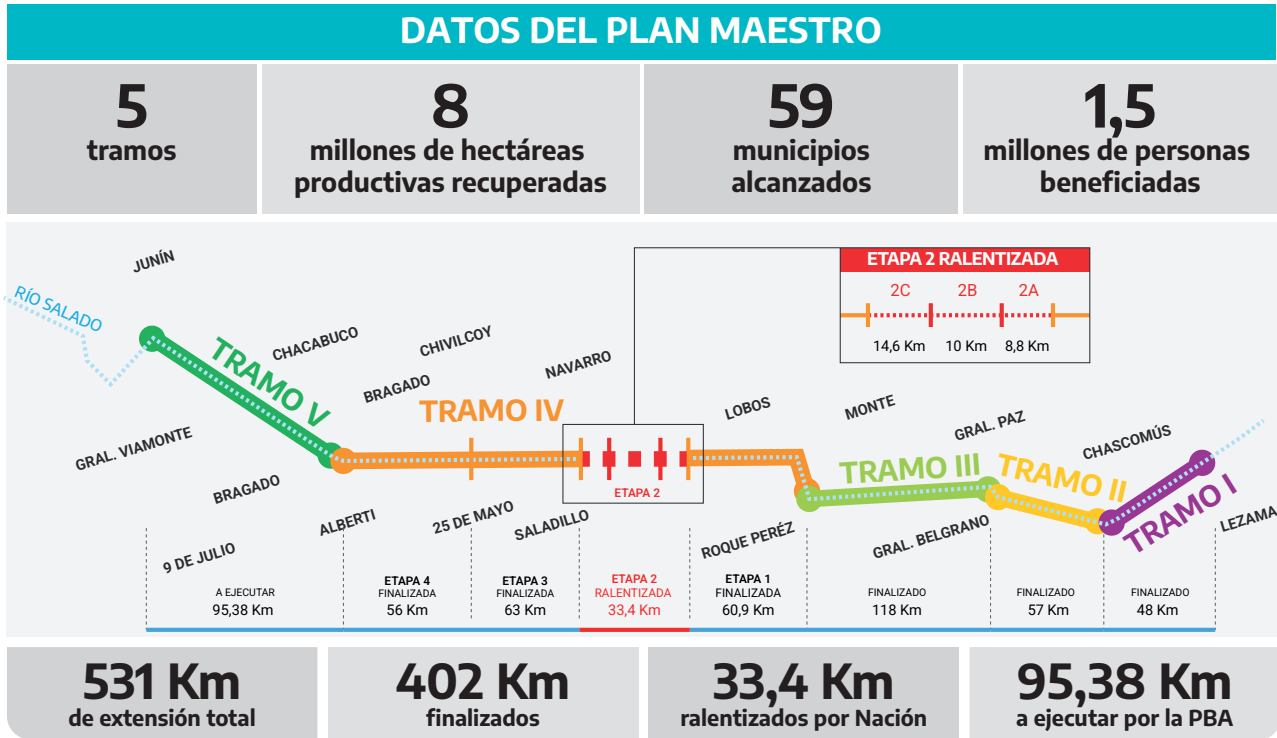 DATOS DEL PLAN MAESTRO
5
tramos
8
millones de hectáreas
productivas recuperadas
59
municipios
alcanzados
1,5
millones de personas
beneficiadas
JUNÍN
RÍO SALADO
TRAMO V
CHACABUCO
BRAGADO
CHIVILCOY
NAVARRO
TRAMO IV
GRAL. VIAMONTE
BRAGADO
9 DE JULIO
ALBERTI
25 DE MAYO
SALADILLO
ETAPA 2
ETAPA 2 RALENTIZADA
2C
2B
2A
14,6 Km
10 Km
8,8 Km
LOBOS
MONTE
GRAL. PAZ
CHASCOMÚS
TRAMO III
TRAMO II
TRAMO I
ROQUE PERÉZ
GRAL. BELGRANO
LEZAMA
A EJECUTAR
95,38 Km
ETAPA 4
FINALIZADA
56 Km
ETAPA 3
FINALIZADA
63 Km
ETAPA 2
RALENTIZADA
33,4 Km
ETAPA 1
FINALIZADA
60,9 Km
FINALIZADO
118 Km
FINALIZADO
57 Km
FINALIZADO
48 Km
531 Km
de extensión total
402 Km
finalizados
33,4 Km
ralentizados por Nación
95,38 Km
a ejecutar por la PBA